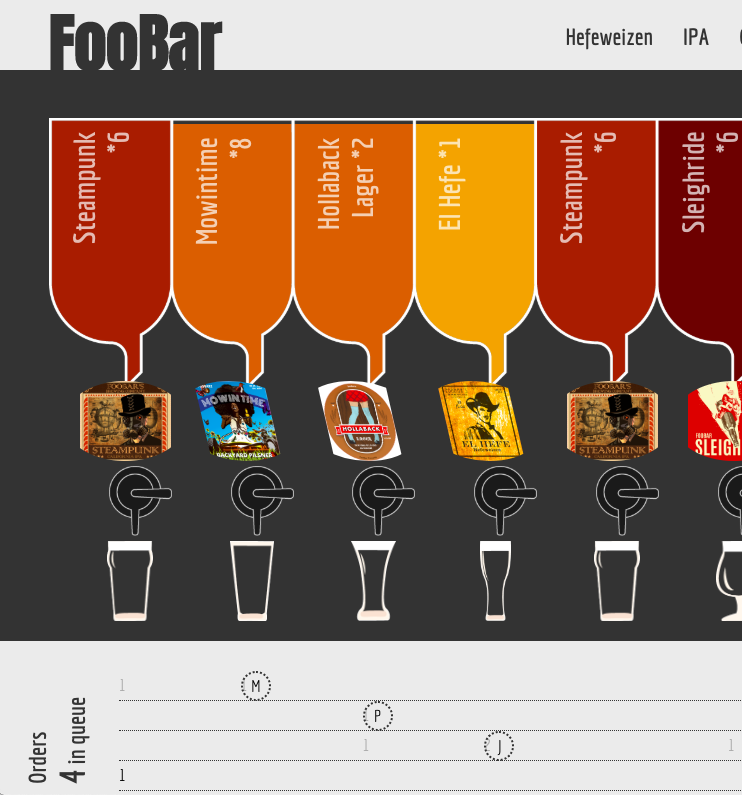 FooBar
Hefeweizen
IPA
Steampunk
*6
Mowintime
*8
Hollaback
Lager *2
El Hefe *1
Steampunk
*6
Sleighride
*6
FOOBAR'S
STEAMPUNK
MOWINTIME
BACKYARD PILSNER
HOLLABACK
LAGER
EL HEFE
Hefeweizen
FOOBAR'S
STEAMPUNK
FOOBAR
SLEIGH
Orders
4 in queue
1
M
P
1
J
1
1